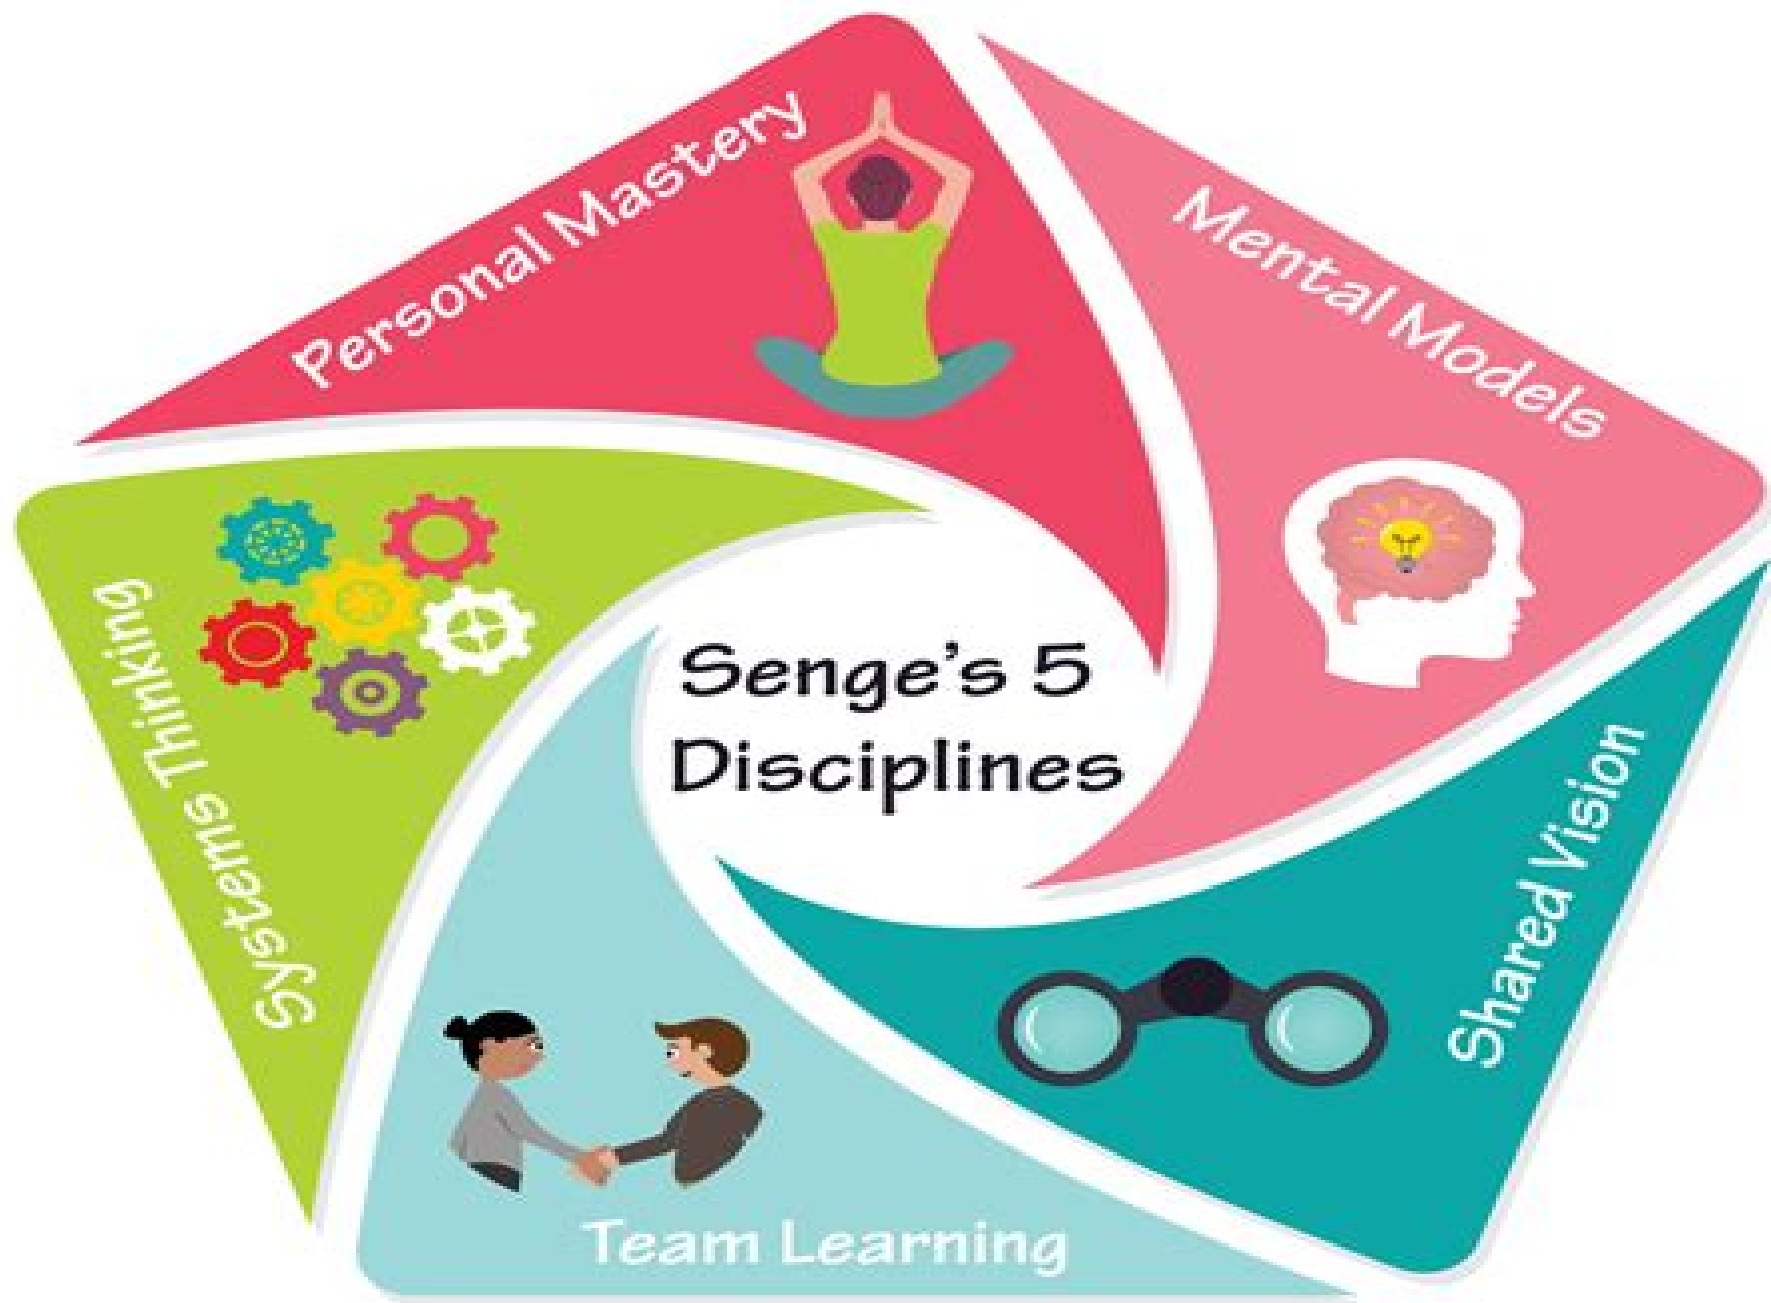 Personal Mastery
Mental Models
Shared Vision
Team Learning
Systems Thinking
Senge's 5
Disciplines